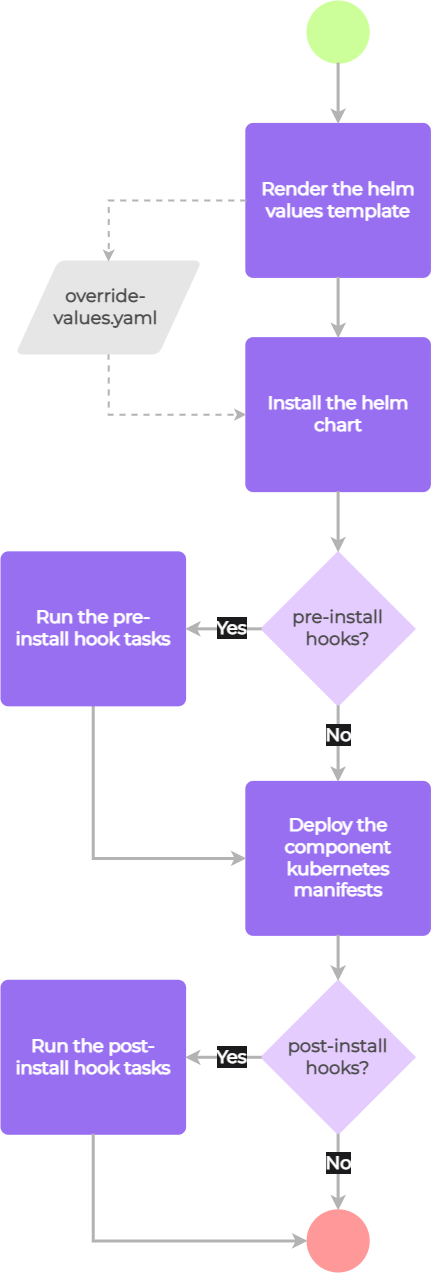 Render the helm
values template
override-
values.yaml
Install the helm
chart
pre-install
hooks?
Yes
Run the pre-
install hook tasks
No
Deploy the
component
kubernetes
manifests
post-install
hooks?
Yes
Run the post-
install hook tasks
No